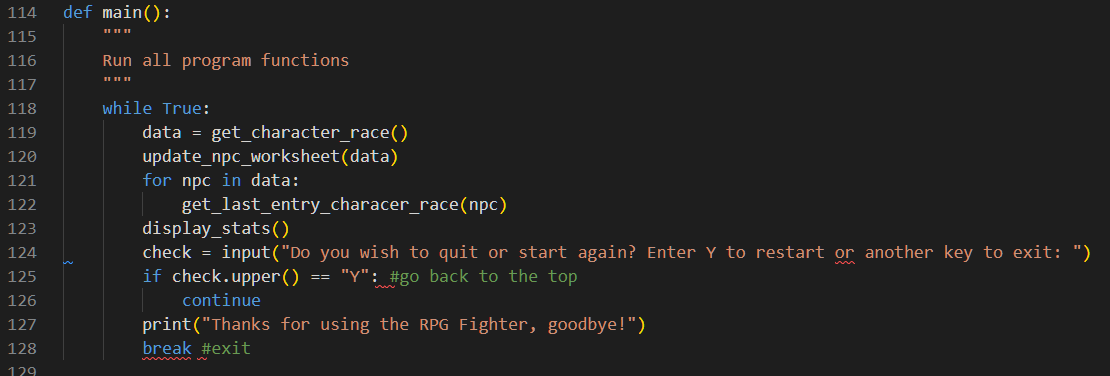 114 def main():
115     """
116     Run all program functions
117     """
118     while True:
119         data = get_character_race()
120         update_npc_worksheet(data)
121         for npc in data:
122             get_last_entry_characer_race(npc)
123         display_stats()
124         check = input("Do you wish to quit or start again? Enter Y to restart or another key to exit: ")
125         if check.upper() == "Y": #go back to the top
126             continue
127         print("Thanks for using the RPG Fighter, goodbye!")
128         break #exit
129